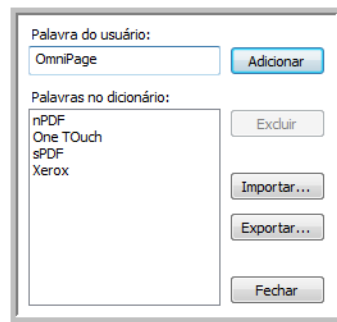 Palavra do usuário:
OmniPage
Adicionar
Palavras no dicionário:
nPDF
One TOuch
sPDF
Xerox
Excluir
Importar...
Exportar...
Fechar